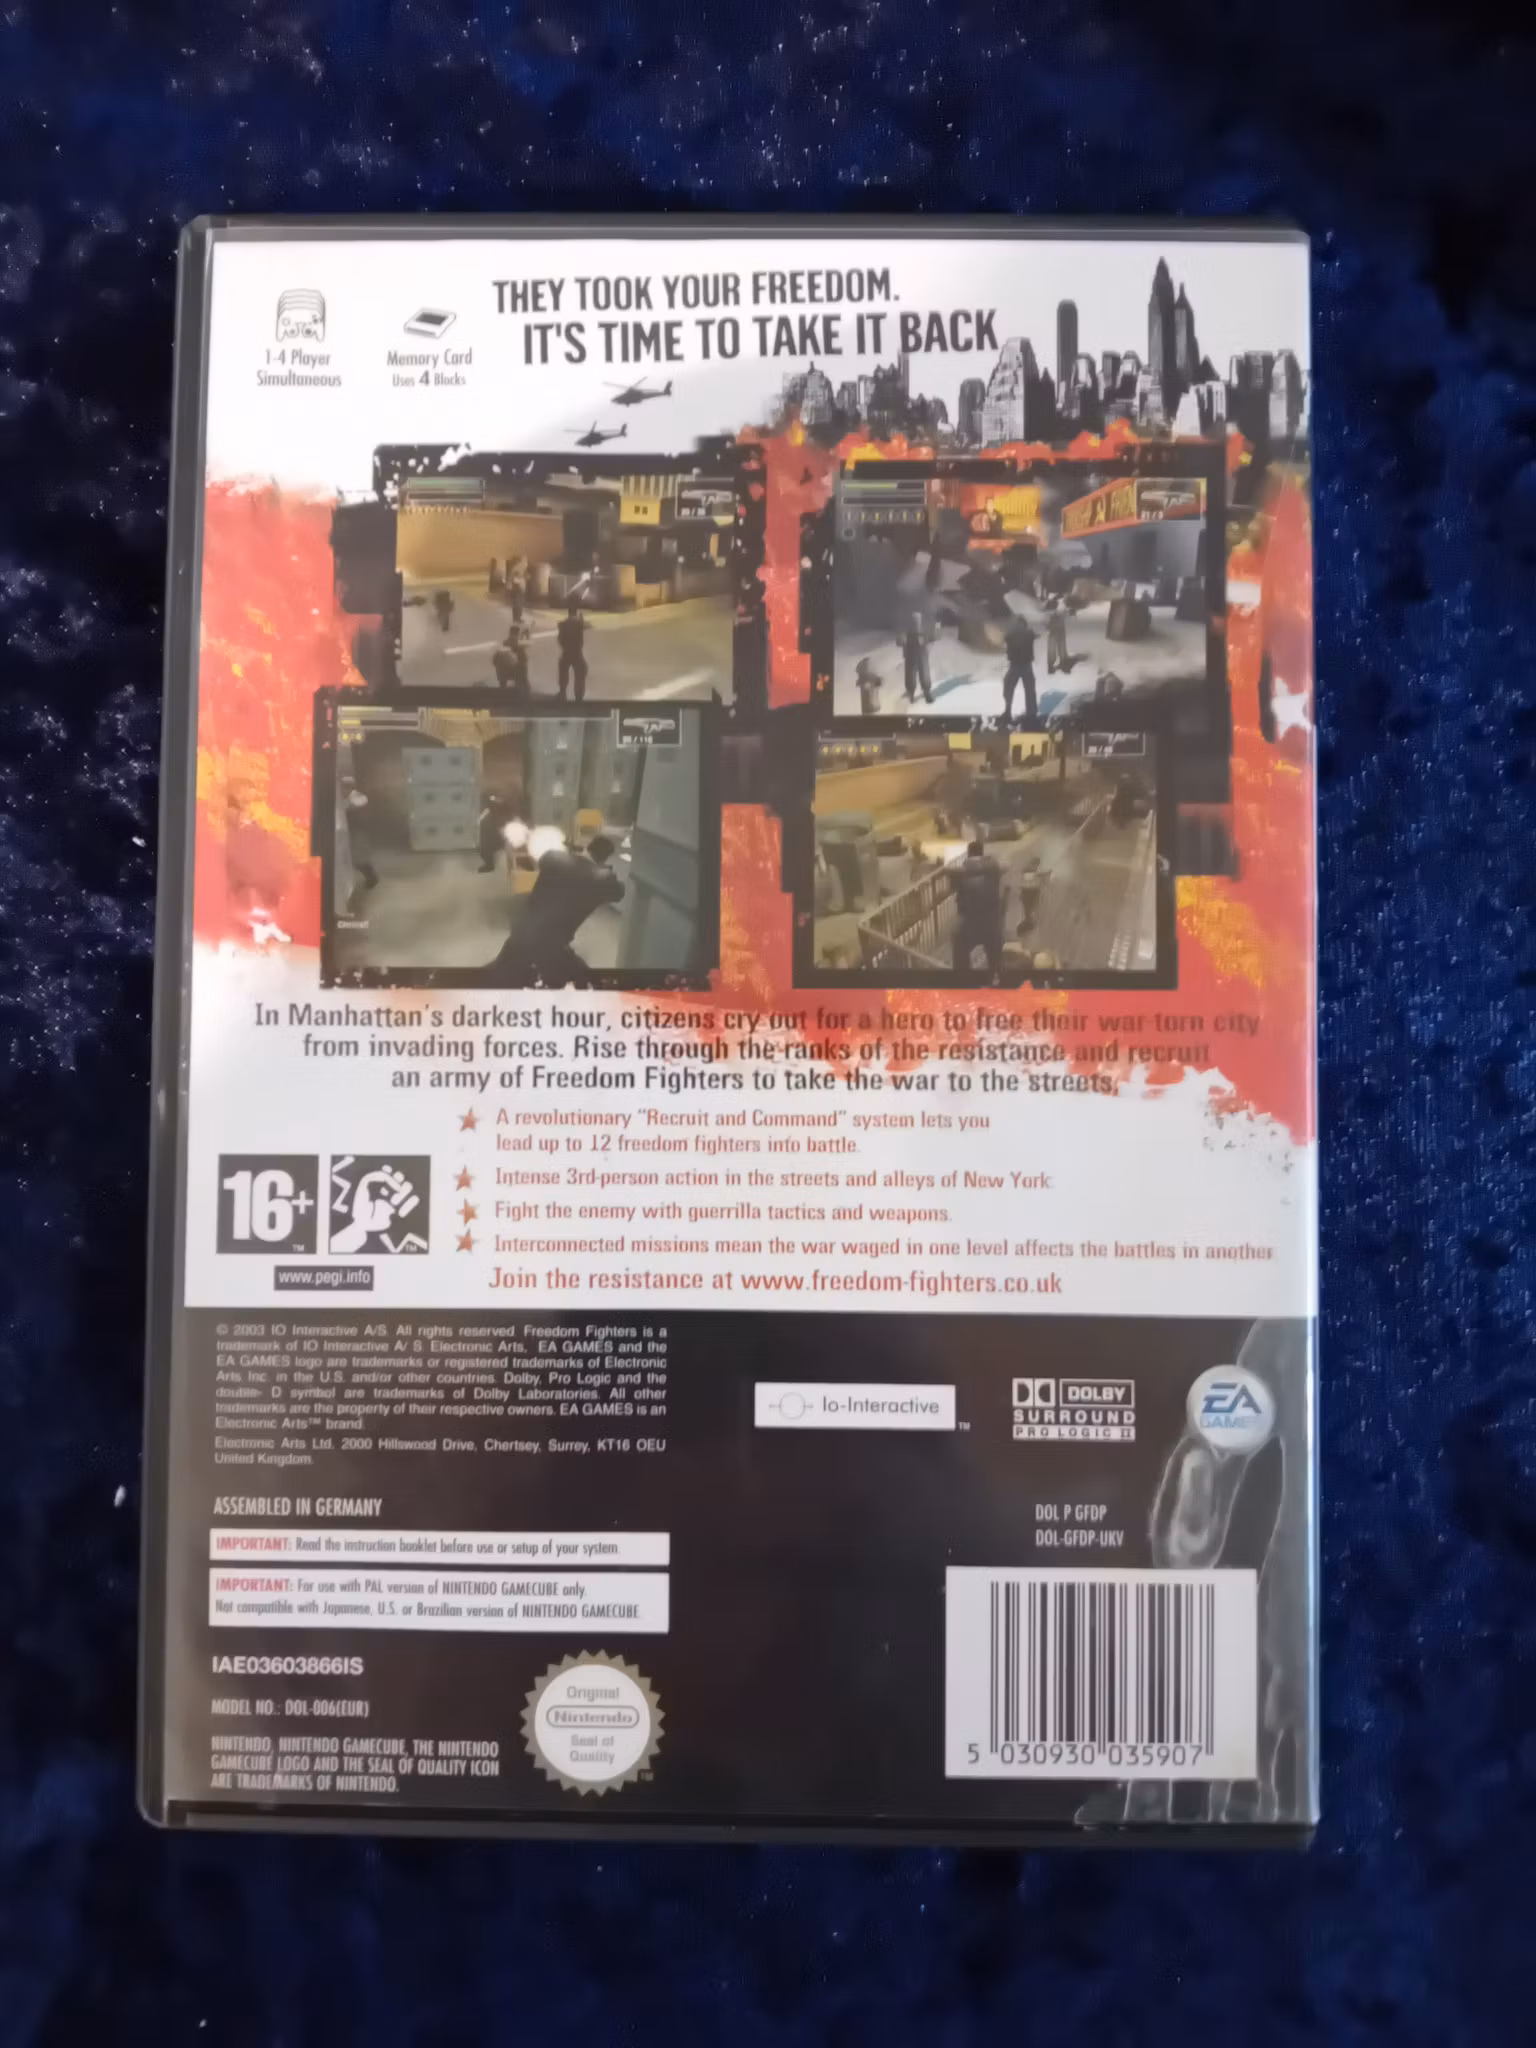 THEY TOOK YOUR FREEDOM.
IT'S TIME TO TAKE IT BACK
1-4 Player
Simultaneous
Memory Card
Uses 4 Blocks
In Manhattan's darkest hour, citizens cry out for a hero to free their war-torn city
from invading forces. Rise through the ranks of the resistance and recruit
an army of Freedom Fighters to take the war to the streets.
A revolutionary "Recruit and Command" system lets you
lead up to 12 freedom fighters into battle.
Intense 3rd-person action in the streets and alleys of New York.
Fight the enemy with guerrilla tactics and weapons.
Interconnected missions mean the war waged in one level affects the battles in another
Join the resistance at www.freedom-fighters.co.uk
16+
TM
TM
www.pegi.info
© 2003 IO Interactive A/S. All rights reserved. Freedom Fighters is a
trademark of IO Interactive A/ S. Electronic Arts, EA GAMES and the
EA GAMES logo are trademarks or registered trademarks of Electronic
Arts Inc. in the U.S. and/or other countries. Dolby, Pro Logic and the
double- D symbol are trademarks of Dolby Laboratories. All other
trademarks are the property of their respective owners. EA GAMES is an
Electronic Arts™ brand.
Electronic Arts Ltd. 2000 Hillswood Drive, Chertsey, Surrey, KT16 OEU
United Kingdom.
Io-Interactive
TM
DOLBY
SURROUND
PRO LOGIC II
EA
GAMES
ASSEMBLED IN GERMANY
DOL P GFDP
DOL-GFDP-UKV
IMPORTANT: Read the instruction booklet before use or setup of your system.
IMPORTANT: For use with PAL version of NINTENDO GAMECUBE only.
Not compatible with Japanese, U.S. or Brazilian version of NINTENDO GAMECUBE.
IAE03603866IS
MODEL NO.: DOL-006(EUR)
NINTENDO, NINTENDO GAMECUBE, THE NINTENDO
GAMECUBE LOGO AND THE SEAL OF QUALITY ICON
ARE TRADEMARKS OF NINTENDO.
Original
Nintendo
Seal of
Quality
TM
5 030930 035907